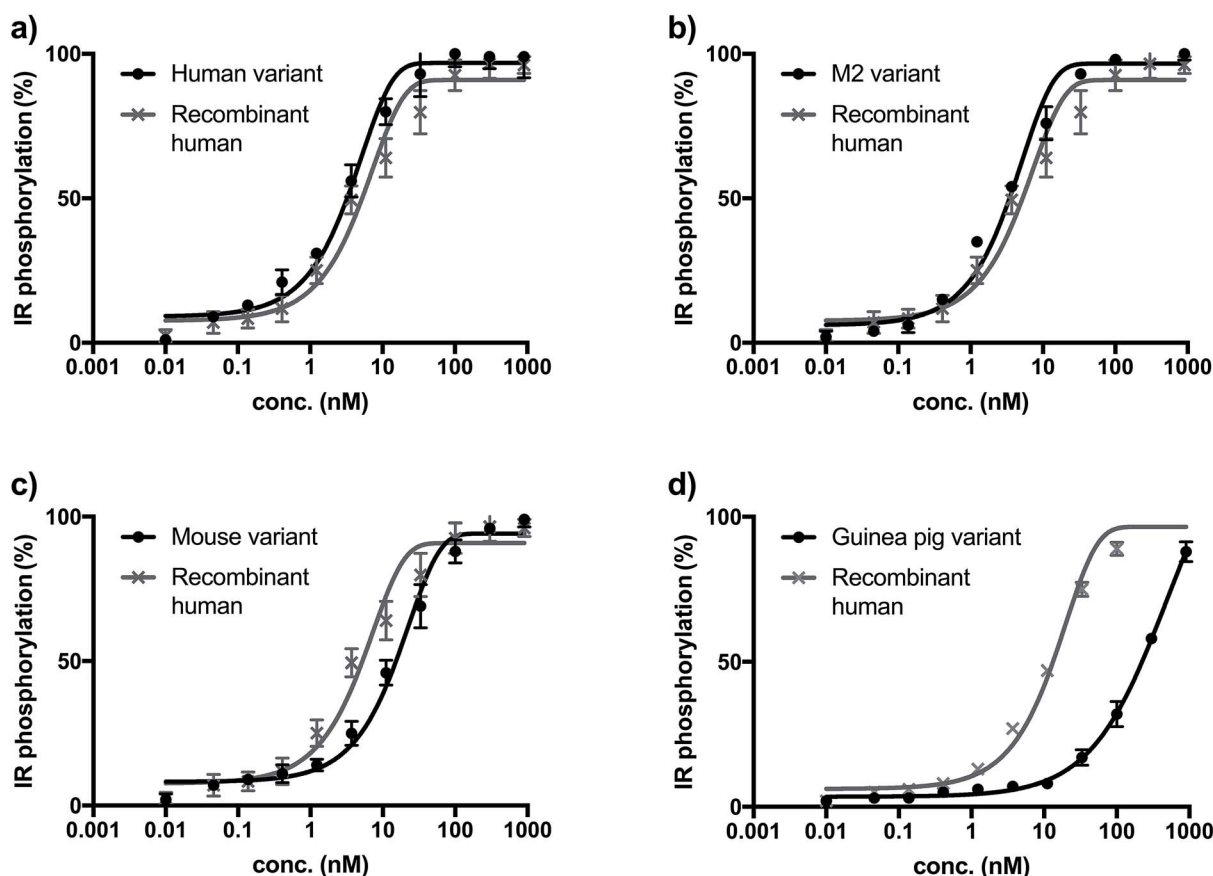 a)
IR phosphorylation (%)
100
50
0
Human variant
Recombinant
human
0.001 0.01 0.1 1 10 100 1000
conc. (nM)
b)
IR phosphorylation (%)
100
50
0
M2 variant
Recombinant
human
0.001 0.01 0.1 1 10 100 1000
conc. (nM)
c)
IR phosphorylation (%)
100
50
0
Mouse variant
Recombinant
human
0.001 0.01 0.1 1 10 100 1000
conc. (nM)
d)
IR phosphorylation (%)
100
50
0
Guinea pig variant
Recombinant
human
0.001 0.01 0.1 1 10 100 1000
conc. (nM)